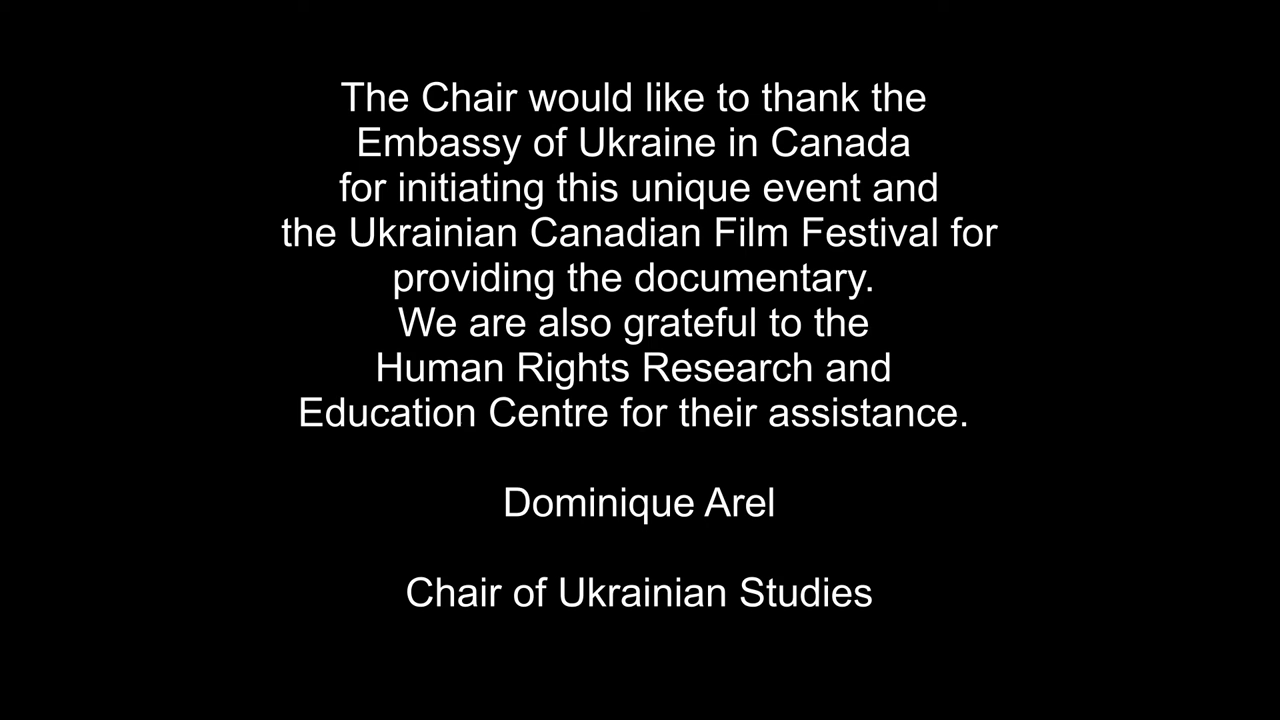 The Chair would like to thank the
Embassy of Ukraine in Canada
for initiating this unique event and
the Ukrainian Canadian Film Festival for
providing the documentary.
We are also grateful to the
Human Rights Research and
Education Centre for their assistance.
Dominique Arel
Chair of Ukrainian Studies